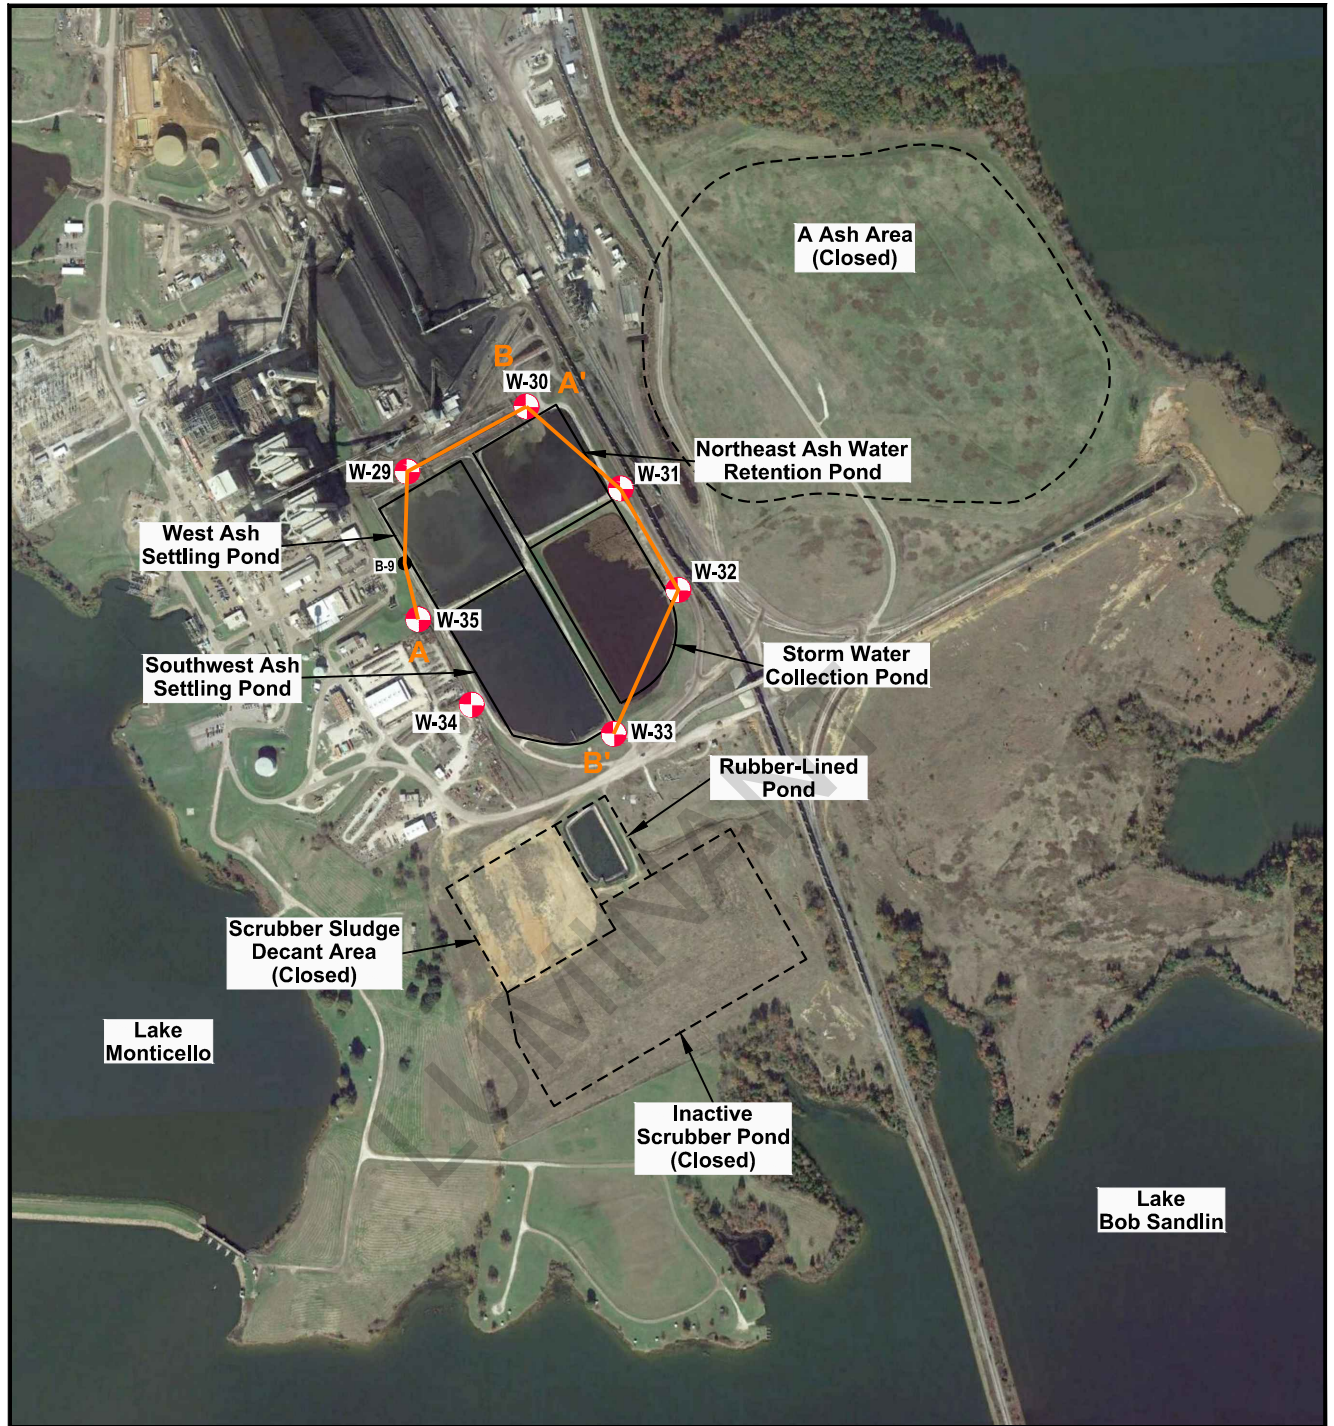 A Ash Area
(Closed)
B
A'
W-30
Northeast Ash Water
Retention Pond
W-29
W-31
West Ash
Settling Pond
B-9
W-32
W-35
A
Southwest Ash
Settling Pond
Storm Water
Collection Pond
W-34
W-33
B'
Rubber-Lined
Pond
Scrubber Sludge
Decant Area
(Closed)
Lake
Monticello
LUMINANT
Inactive
Scrubber Pond
(Closed)
Lake
Bob Sandlin